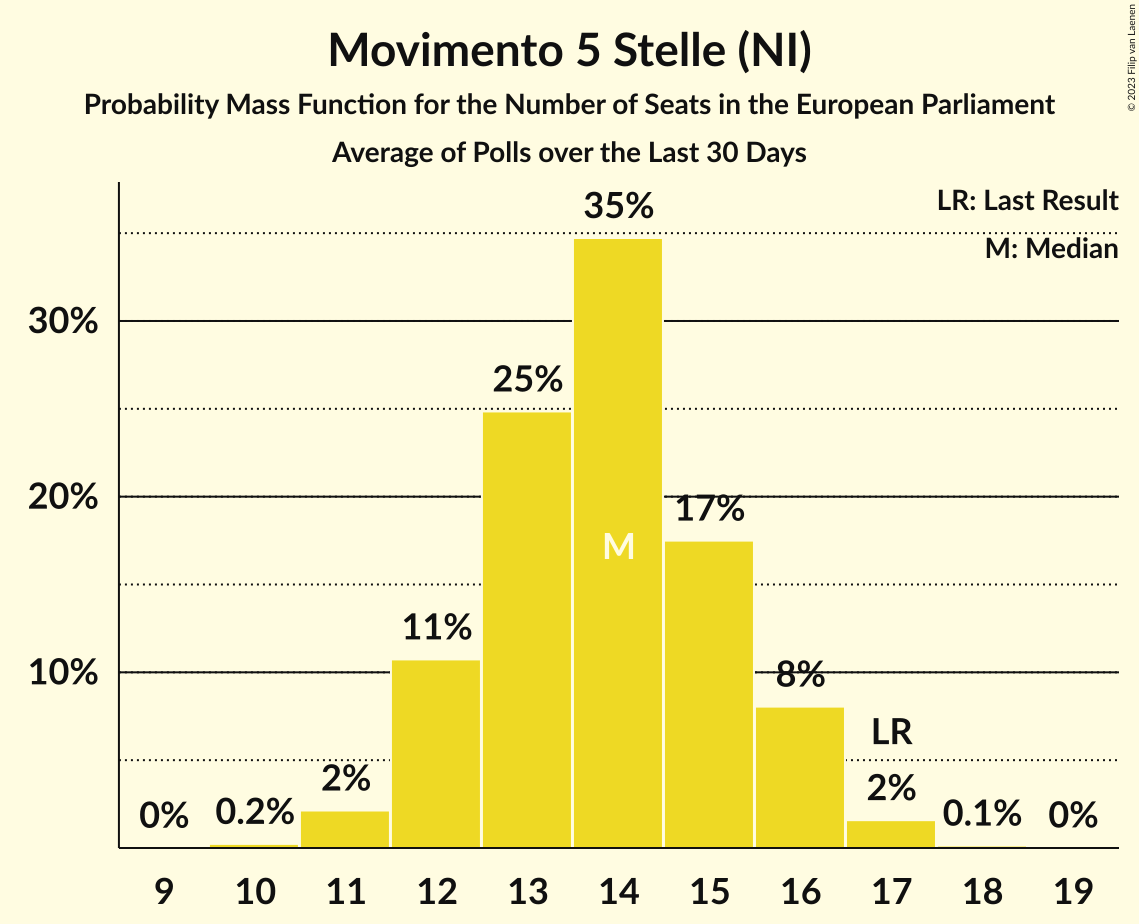 Movimento 5 Stelle (NI)
Probability Mass Function for the Number of Seats in the European Parliament
Average of Polls over the Last 30 Days
© 2023 Filip van Laenen
LR: Last Result
M: Median
35%
30%
25%
20%
17%
M
11%
10%
8%
LR
2%
2%
0%
0.2%
0.1%
0%
9 10 11 12 13 14 15 16 17 18 19